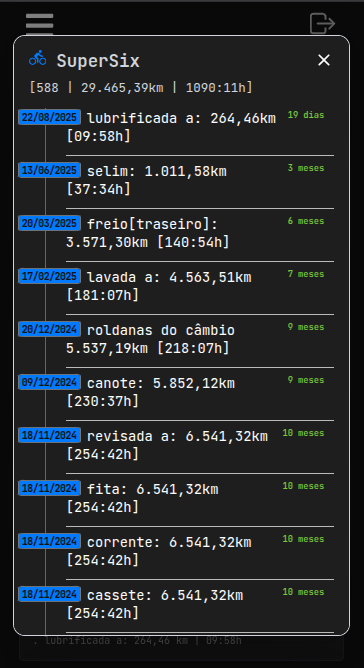 SuperSix
[588 | 29.465,39km | 1090:11h]
22/08/2025 lubrificada a: 264,46km 19 dias
[09:58h]
13/06/2025 selim: 1.011,58km 3 meses
[37:34h]
20/03/2025 freio[traseiro]: 6 meses
3.571,30km [140:54h]
17/02/2025 lavada a: 4.563,51km 7 meses
[181:07h]
20/12/2024 roldanas do câmbio 9 meses
5.537,19km [218:07h]
09/12/2024 canote: 5.852,12km 9 meses
[230:37h]
18/11/2024 revisada a: 6.541,32km 10 meses
[254:42h]
18/11/2024 fita: 6.541,32km 10 meses
[254:42h]
18/11/2024 corrente: 6.541,32km 10 meses
[254:42h]
18/11/2024 cassete: 6.541,32km 10 meses
[254:42h]
. lubrificada a: 264,46 km | 09:58h